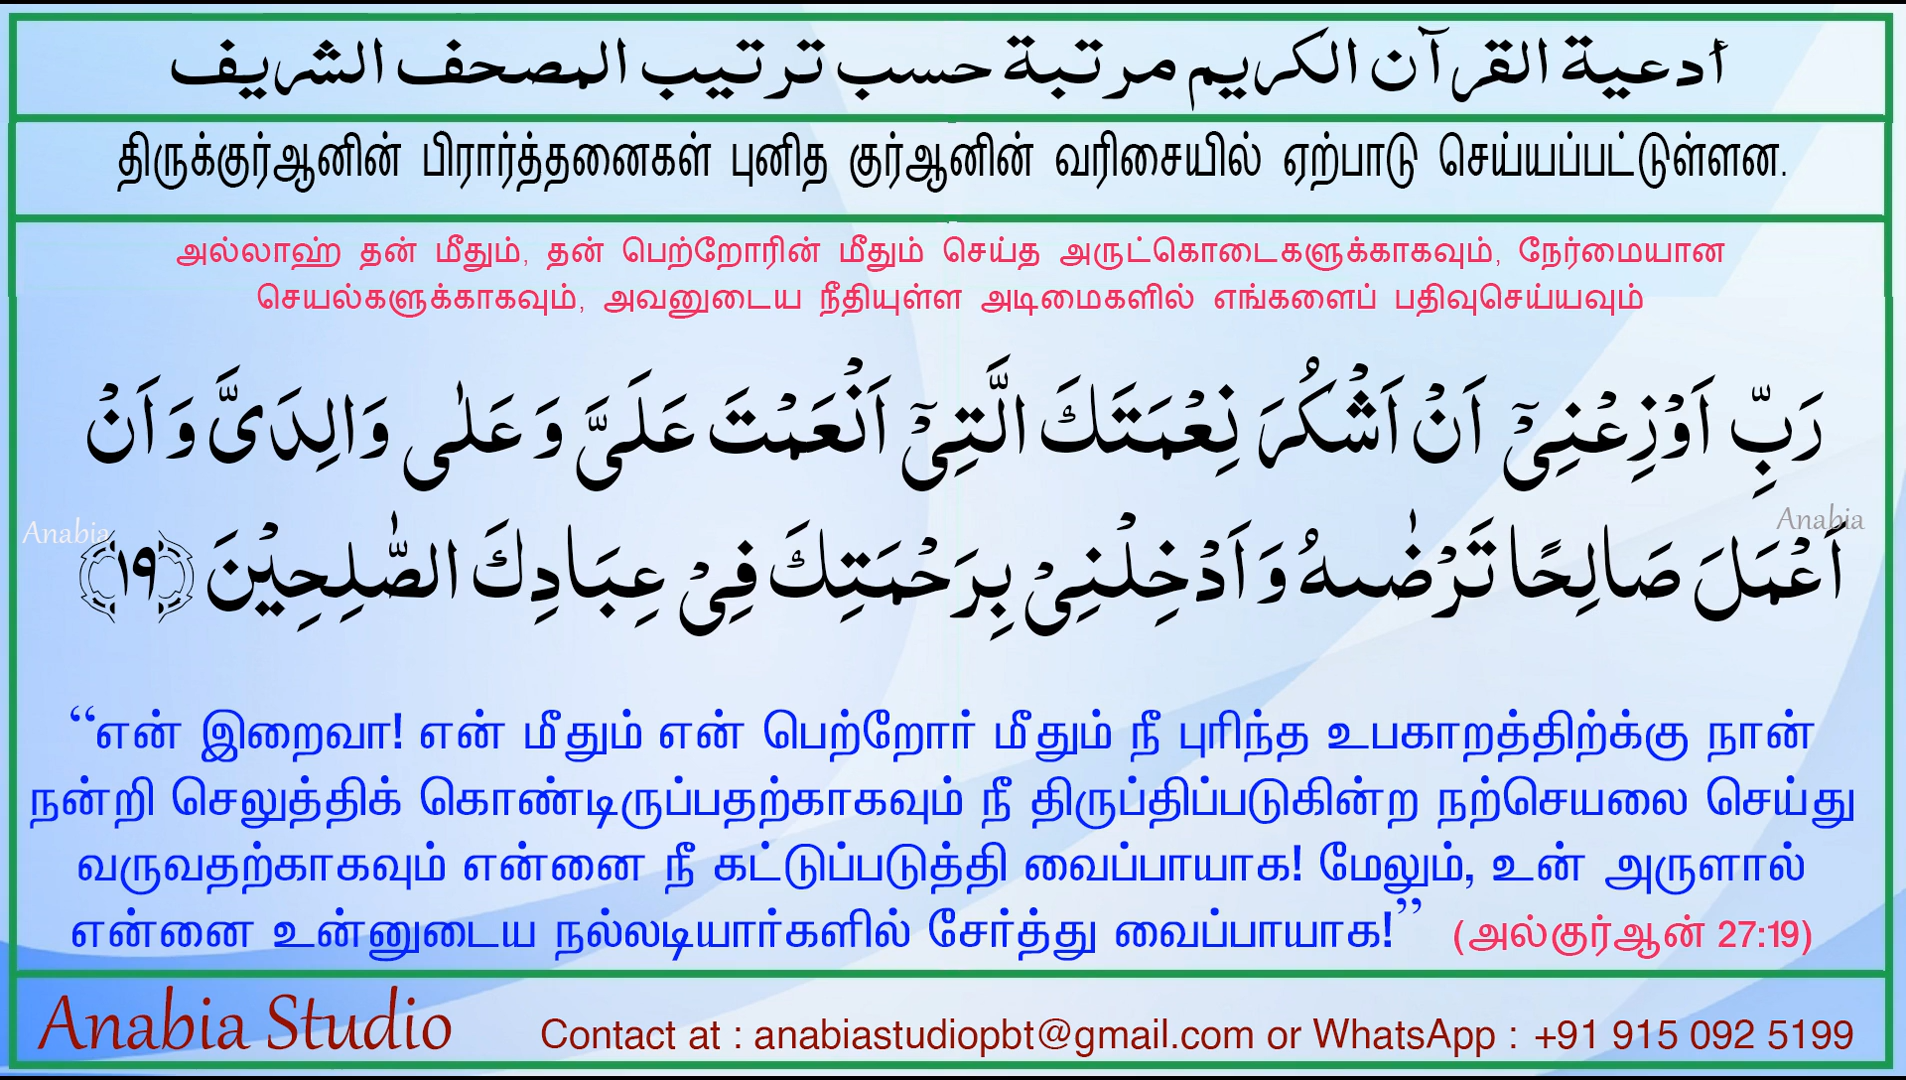 أدعية القرآن الكريم مرتبة حسب ترتيب المصحف الشريف
திருக்குர்ஆனின் பிரார்த்தனைகள் புனித குர்ஆனின் வரிசையில் ஏற்பாடு செய்யப்பட்டுள்ளன.
அல்லாஹ் தன் மீதும், தன் பெற்றோரின் மீதும் செய்த அருட்கொடைகளுக்காகவும், நேர்மையான
செயல்களுக்காகவும், அவனுடைய நீதியுள்ள அடிமைகளில் எங்களைப் பதிவுசெய்யவும்
رَبِّ اَوْزِعْنِىْٓ اَنْ اَشْكُرَ نِعْمَتَكَ الَّتِىْٓ اَنْعَمْتَ عَلَىَّ وَعَلٰى وَالِدَىَّ وَاَنْ
اَعْمَلَ صَالِحًا تَرْضٰٮهُ وَاَدْخِلْنِىْ بِرَحْمَتِكَ فِىْ عِبَادِكَ الصّٰلِحِيْنَ ﴿١٩﴾
Anabia
Anabia
“என் இறைவா! என் மீதும் என் பெற்றோர் மீதும் நீ புரிந்த உபகாறத்திற்க்கு நான்
நன்றி செலுத்திக் கொண்டிருப்பதற்காகவும் நீ திருப்திப்படுகின்ற நற்செயலை செய்து
வருவதற்காகவும் என்னை நீ கட்டுப்படுத்தி வைப்பாயாக! மேலும், உன் அருளால்
என்னை உன்னுடைய நல்லடியார்களில் சேர்த்து வைப்பாயாக!” (அல்குர்ஆன் 27:19)
Anabia Studio Contact at : anabiastudiopbt@gmail.com or WhatsApp : +91 915 092 5199